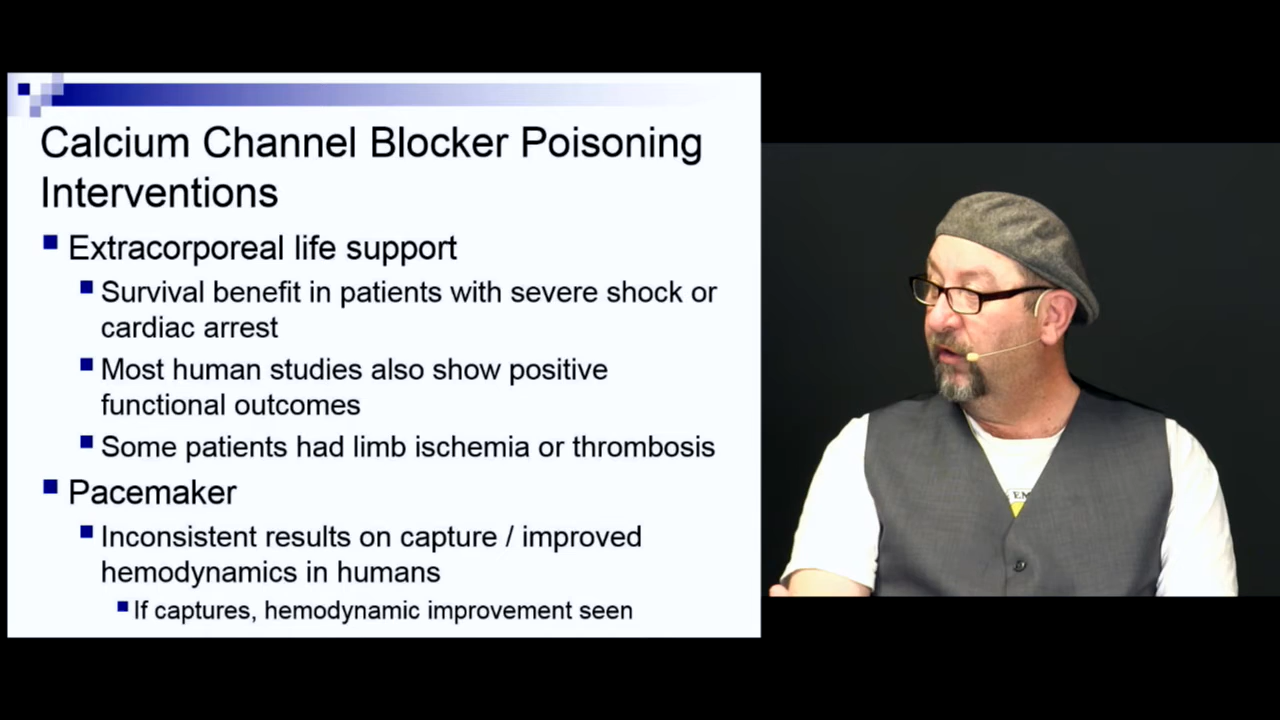 Calcium Channel Blocker Poisoning
Interventions
Extracorporeal life support
Survival benefit in patients with severe shock or
cardiac arrest
Most human studies also show positive
functional outcomes
Some patients had limb ischemia or thrombosis
Pacemaker
Inconsistent results on capture / improved
hemodynamics in humans
If captures, hemodynamic improvement seen
EM